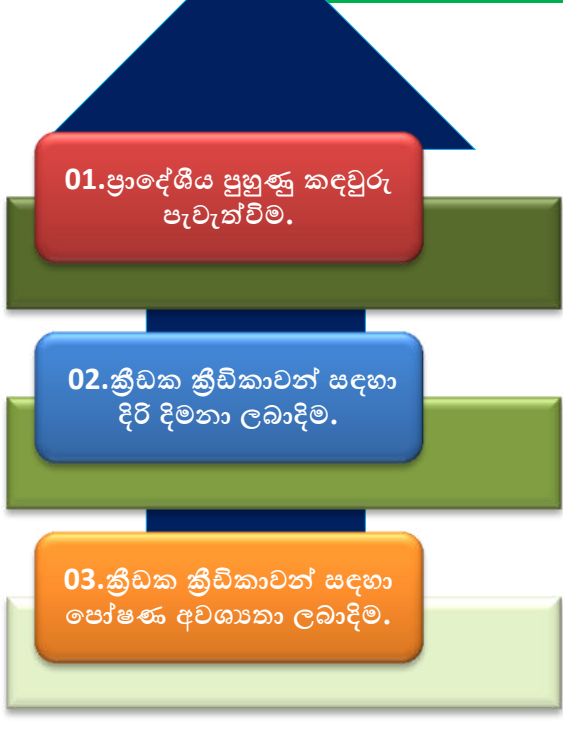 01.ප්‍රාදේශීය පුහුණු කඳවුරු
පැවැත්විම.
02.ක්‍රීඩක ක්‍රීඩිකාවන් සඳහා
දිරි දිමනා ලබාදිම.
03.ක්‍රීඩක ක්‍රීඩිකාවන් සඳහා
පෝෂණ අවශ්‍යතා ලබාදිම.